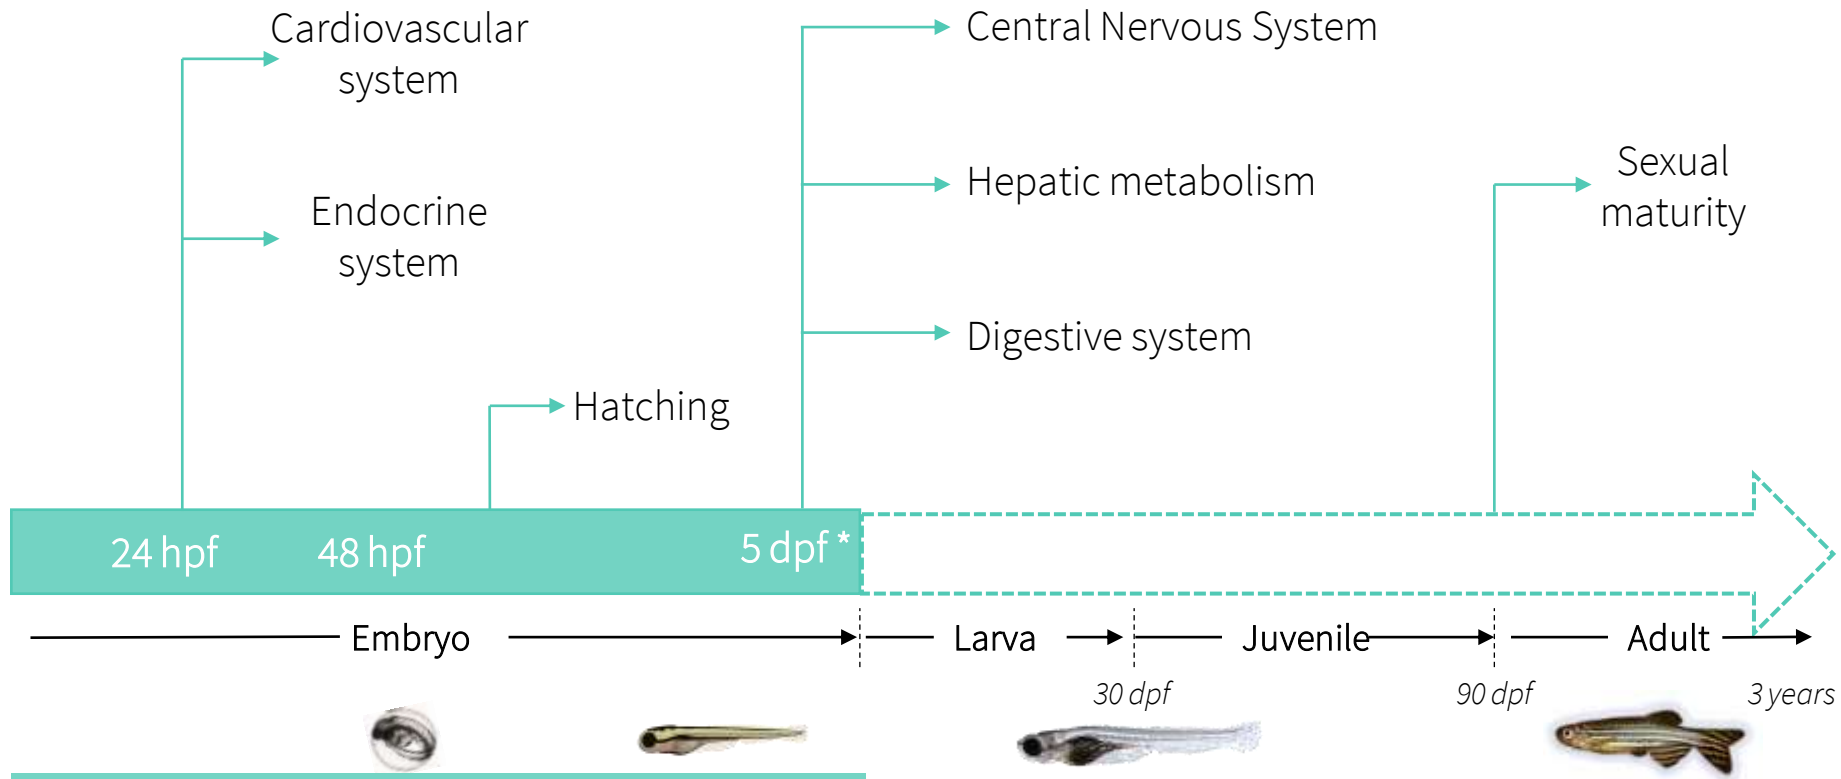 Cardiovascular
system
Central Nervous System
Endocrine
system
Hepatic metabolism
Sexual
maturity
Digestive system
Hatching
24 hpf
48 hpf
5 dpf *
Embryo
Larva
Juvenile
Adult
30 dpf
90 dpf
3 years